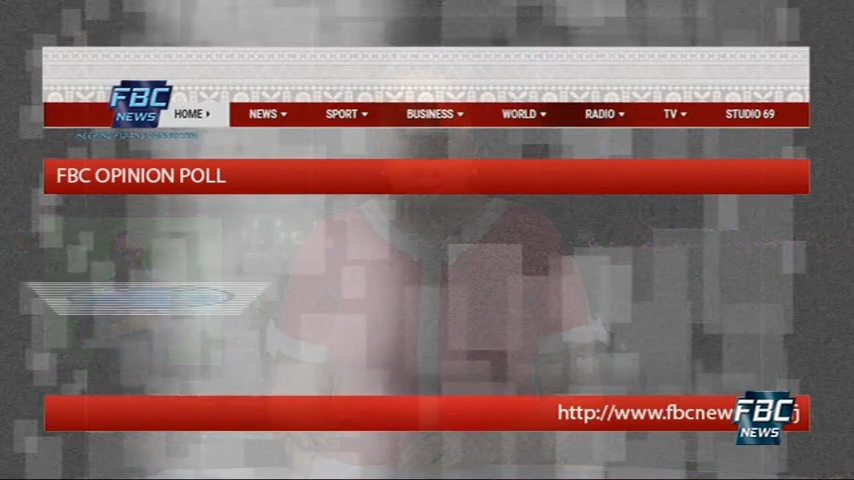 FBC
NEWS
HOME
NEWS
SPORT
BUSINESS
WORLD
RADIO
TV
STUDIO 69
FBC OPINION POLL
http://www.fbcnew
j
FBC
NEWS